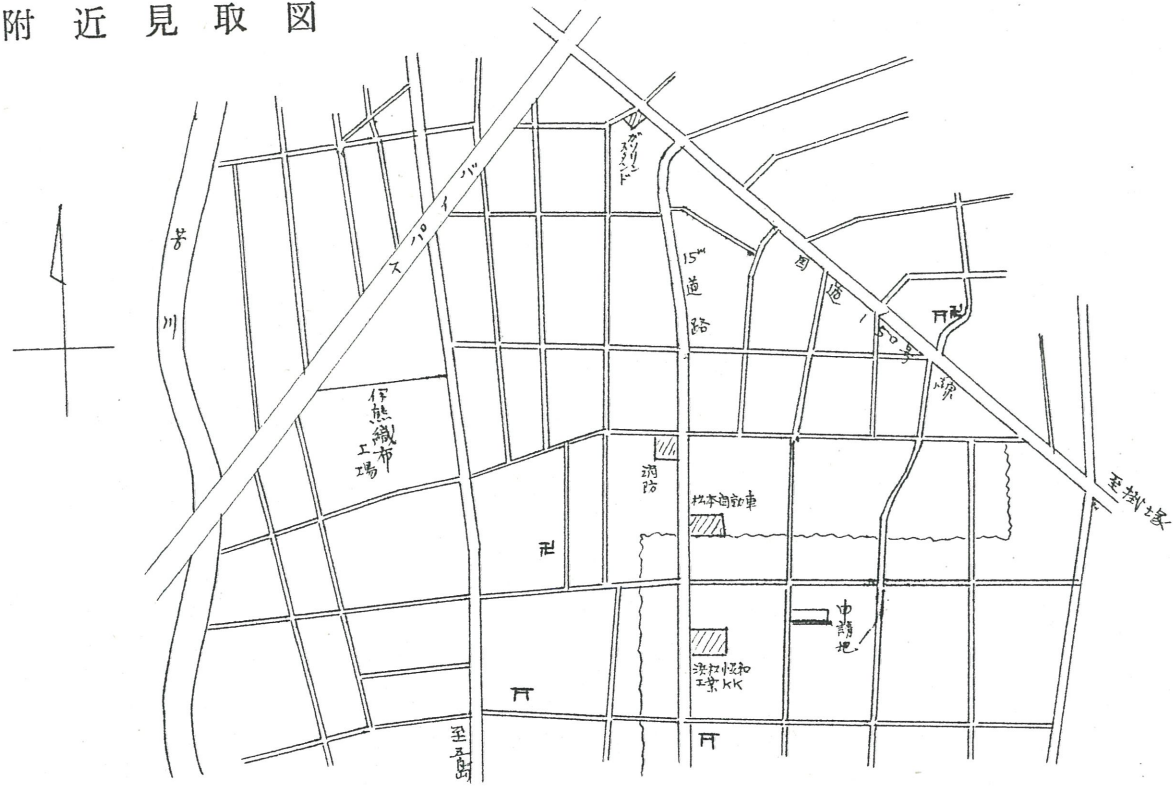 附近見取図
ガソリン
スタンド
芳川
バイパス
15m道路
国道150号線
伊熊織布
工場
消防
松本自動車
至掛塚
申請地
浜松恒和
工業KK
至五島